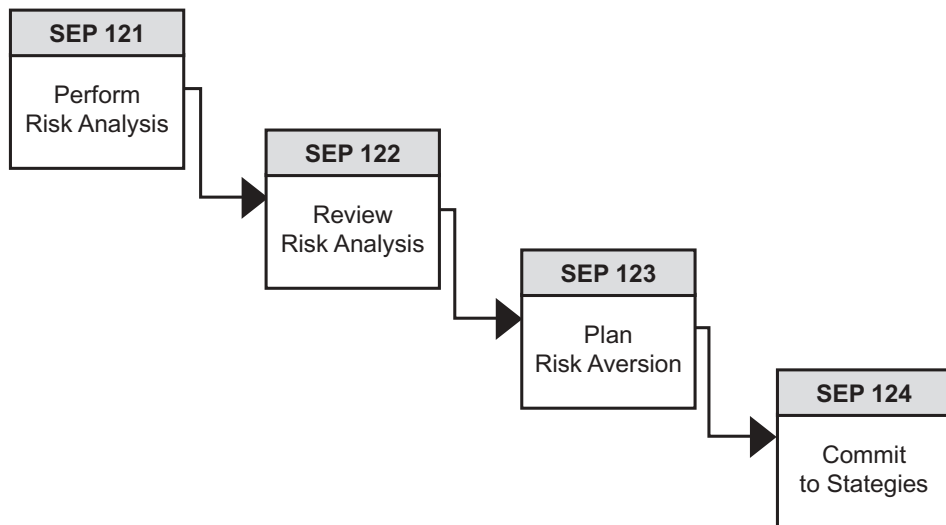 SEP 121
Perform
Risk Analysis
SEP 122
Review
Risk Analysis
SEP 123
Plan
Risk Aversion
SEP 124
Commit
to Stategies